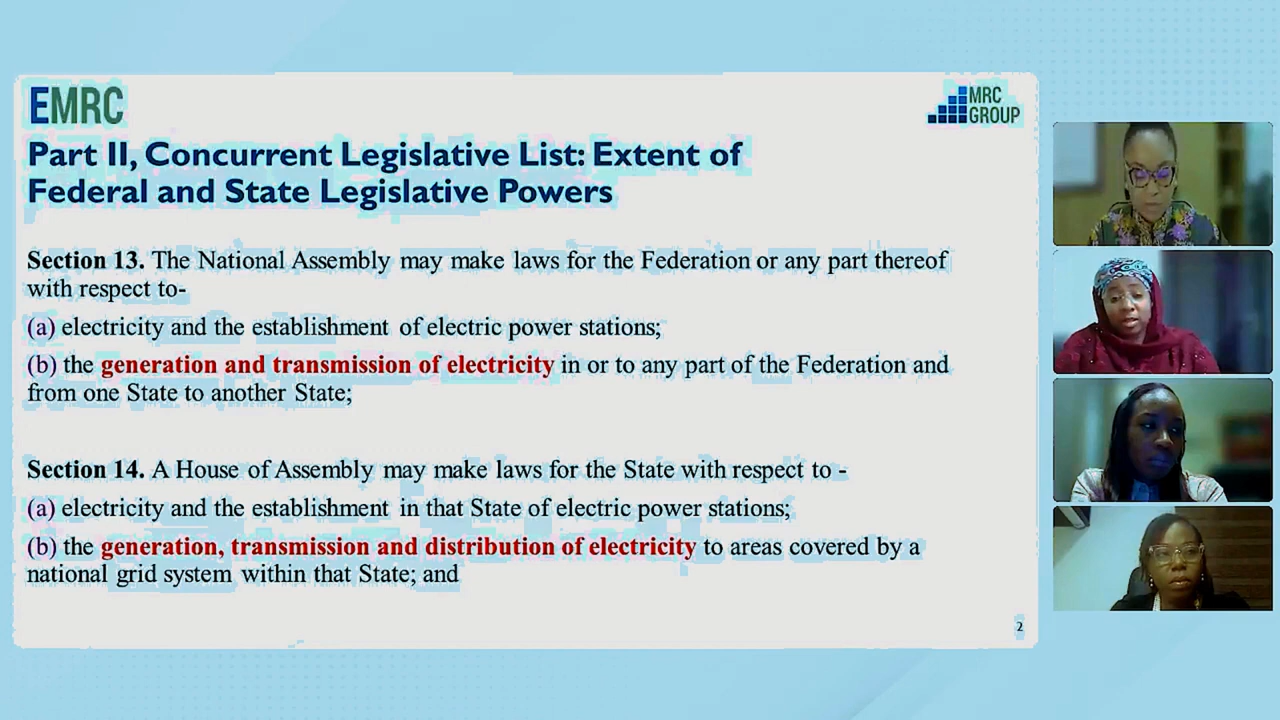 EMRC
MRC
GROUP
Part II, Concurrent Legislative List: Extent of
Federal and State Legislative Powers
Section 13. The National Assembly may make laws for the Federation or any part thereof
with respect to-
(a) electricity and the establishment of electric power stations;
(b) the generation and transmission of electricity in or to any part of the Federation and
from one State to another State;
Section 14. A House of Assembly may make laws for the State with respect to -
(a) electricity and the establishment in that State of electric power stations;
(b) the generation, transmission and distribution of electricity to areas covered by a
national grid system within that State; and
2